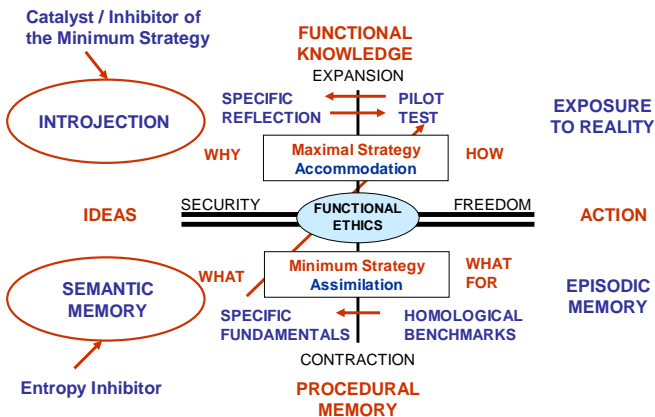 Catalyst / Inhibitor of
the Minimum Strategy
FUNCTIONAL
KNOWLEDGE
EXPANSION
SPECIFIC
REFLECTION
PILOT
TEST
INTROJECTION
EXPOSURE
TO REALITY
WHY
Maximal Strategy
Accommodation
HOW
IDEAS
SECURITY
FUNCTIONAL
ETHICS
FREEDOM
ACTION
WHAT
Minimum Strategy
Assimilation
WHAT
FOR
SEMANTIC
MEMORY
EPISODIC
MEMORY
SPECIFIC
FUNDAMENTALS
HOMOLOGICAL
BENCHMARKS
CONTRACTION
Entropy Inhibitor
PROCEDURAL
MEMORY